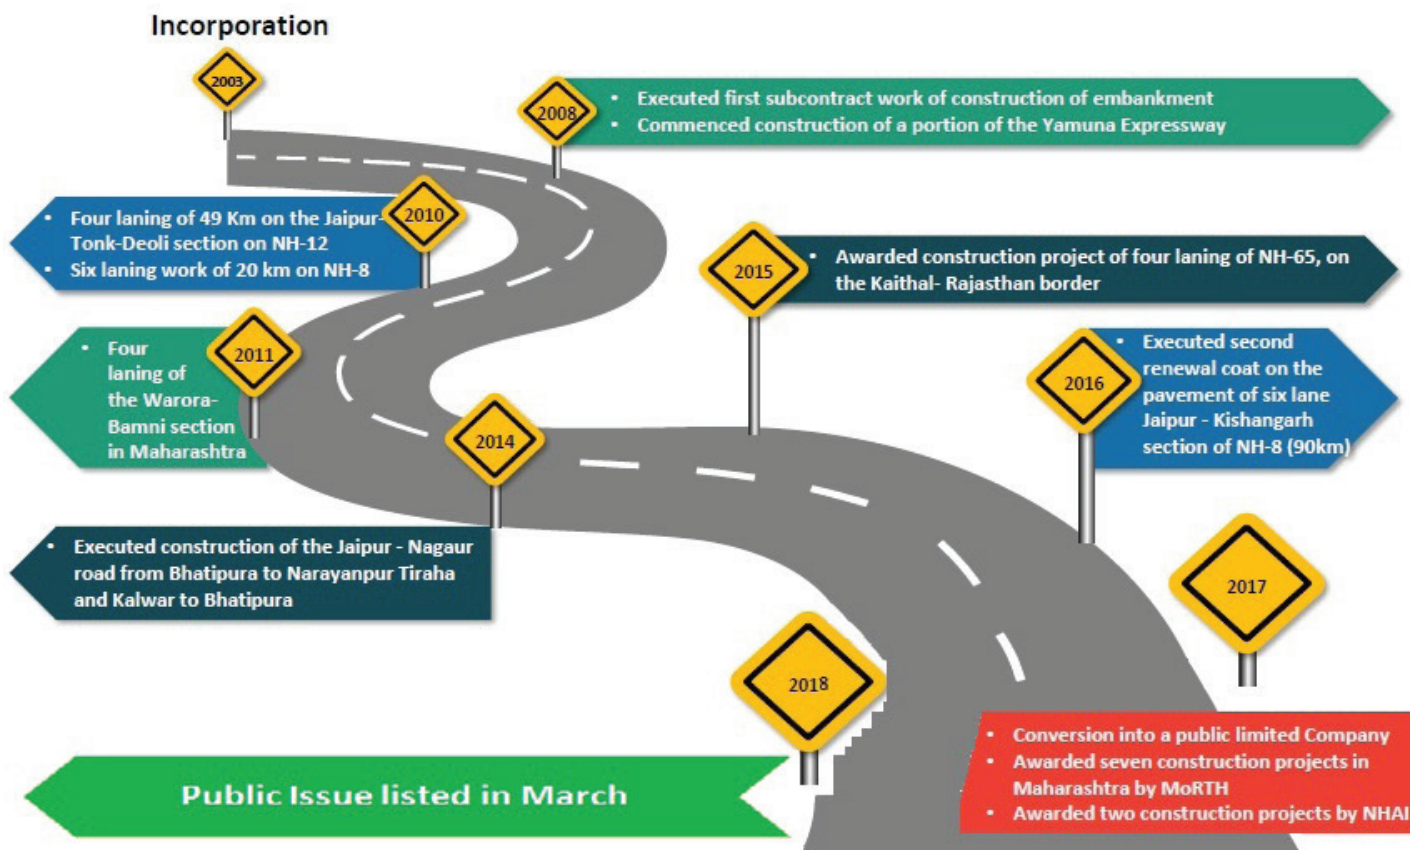 Incorporation
2003
2008
• Executed first subcontract work of construction of embankment
• Commenced construction of a portion of the Yamuna Expressway
2010
• Four laning of 49 Km on the Jaipur-
Tonk-Deoli section on NH-12
• Six laning work of 20 km on NH-8
2011
• Four
laning of
the Warora-
Bamni section
in Maharashtra
2014
• Executed construction of the Jaipur - Nagaur
road from Bhatipura to Narayanpur Tiraha
and Kalwar to Bhatipura
2015
• Awarded construction project of four laning of NH-65, on
the Kaithal- Rajasthan border
2016
• Executed second
renewal coat on the
pavement of six lane
Jaipur - Kishangarh
section of NH-8 (90km)
2017
• Conversion into a public limited Company
• Awarded seven construction projects in
Maharashtra by MoRTH
• Awarded two construction projects by NHAI
2018
Public Issue listed in March